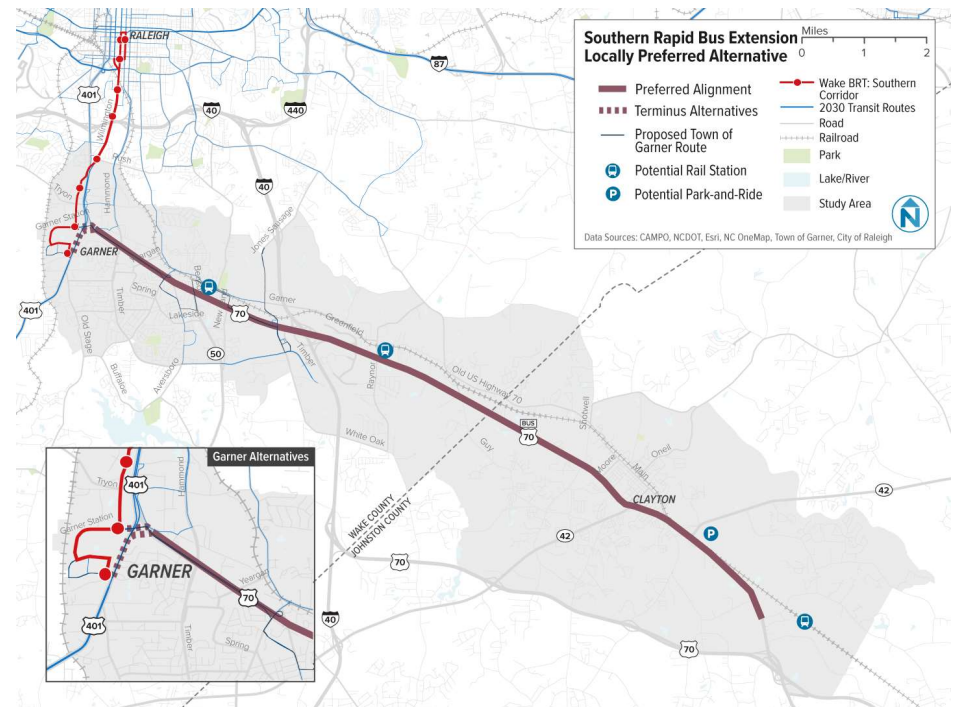 Southern Rapid Bus Extension
Locally Preferred Alternative
Miles
0 1 2
Preferred Alignment
Terminus Alternatives
Proposed Town of
Garner Route
Potential Rail Station
P
Potential Park-and-Ride
Wake BRT: Southern
Corridor
2030 Transit Routes
Road
Railroad
Park
Lake/River
Study Area
N
Data Sources: CAMPO, NCDOT, Esri, NC OneMap, Town of Garner, City of Raleigh
RALEIGH
87
401
40
440
Wilmington
Rush
40
Tryon
Hammond
Garner Station
Jones Sausage
GARNER
Yeargan
Spring
Timber
Lakeside
New
Garner
70
401
Old Stage
50
Greenfield
Timber
Buffaloe
Aversboro
Raynor
Old US Highway 70
Shotwell
White Oak
BUS
70
Guy
Moore
Main
Oneil
CLAYTON
42
42
P
WAKE COUNTY
JOHNSTON COUNTY
70
40
70
Garner Alternatives
Tryon
401
Hammond
Garner Station
GARNER
Yeargan
70
401
Timber
Spring